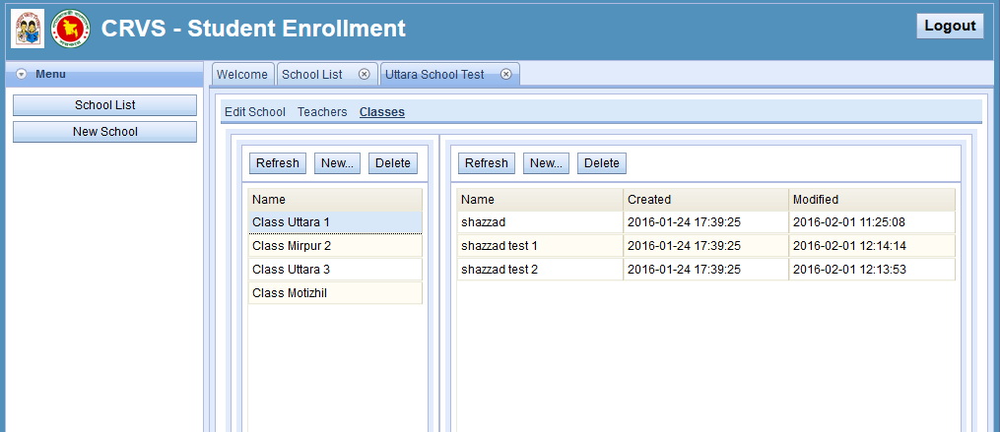 CRVS - Student Enrollment
Logout
Menu
Welcome School List Uttara School Test
School List
New School
Edit School Teachers Classes
Refresh New... Delete
Name
Class Uttara 1
Class Mirpur 2
Class Uttara 3
Class Motizhil
Refresh New... Delete
Name Created Modified
shazzad 2016-01-24 17:39:25 2016-02-01 11:25:08
shazzad test 1 2016-01-24 17:39:25 2016-02-01 12:14:14
shazzad test 2 2016-01-24 17:39:25 2016-02-01 12:13:53